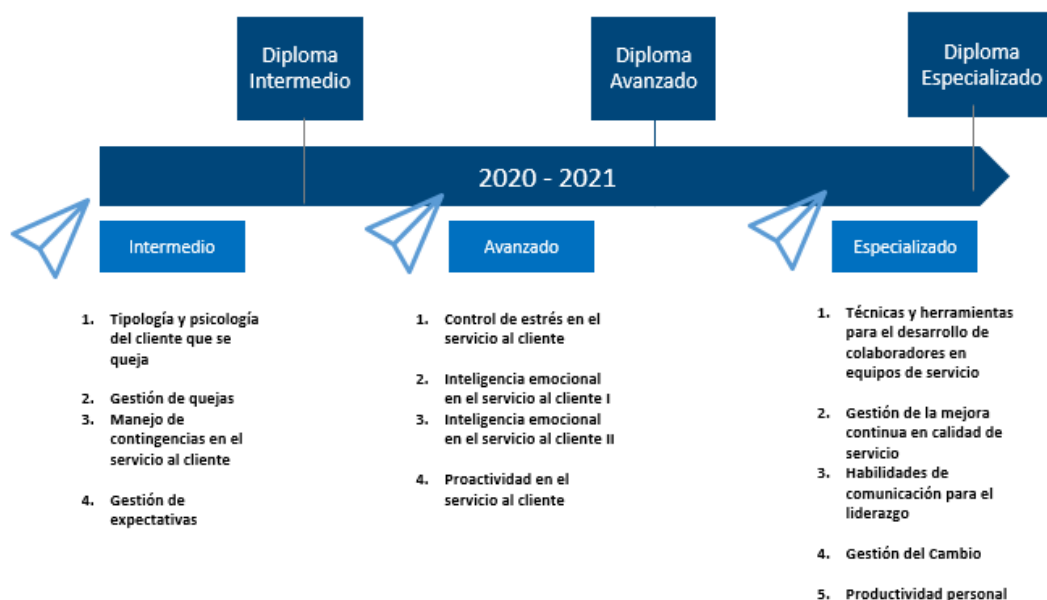 Diploma
Intermedio
Diploma
Avanzado
Diploma
Especializado
2020 - 2021
Intermedio
Avanzado
Especializado
1. Tipología y psicología
del cliente que se
queja
2. Gestión de quejas
3. Manejo de
contingencias en el
servicio al cliente
4. Gestión de
expectativas
1. Control de estrés en el
servicio al cliente
2. Inteligencia emocional
en el servicio al cliente I
3. Inteligencia emocional
en el servicio al cliente II
4. Proactividad en el
servicio al cliente
1. Técnicas y herramientas
para el desarrollo de
colaboradores en
equipos de servicio
2. Gestión de la mejora
continua en calidad de
servicio
3. Habilidades de
comunicación para el
liderazgo
4. Gestión del Cambio
5. Productividad personal